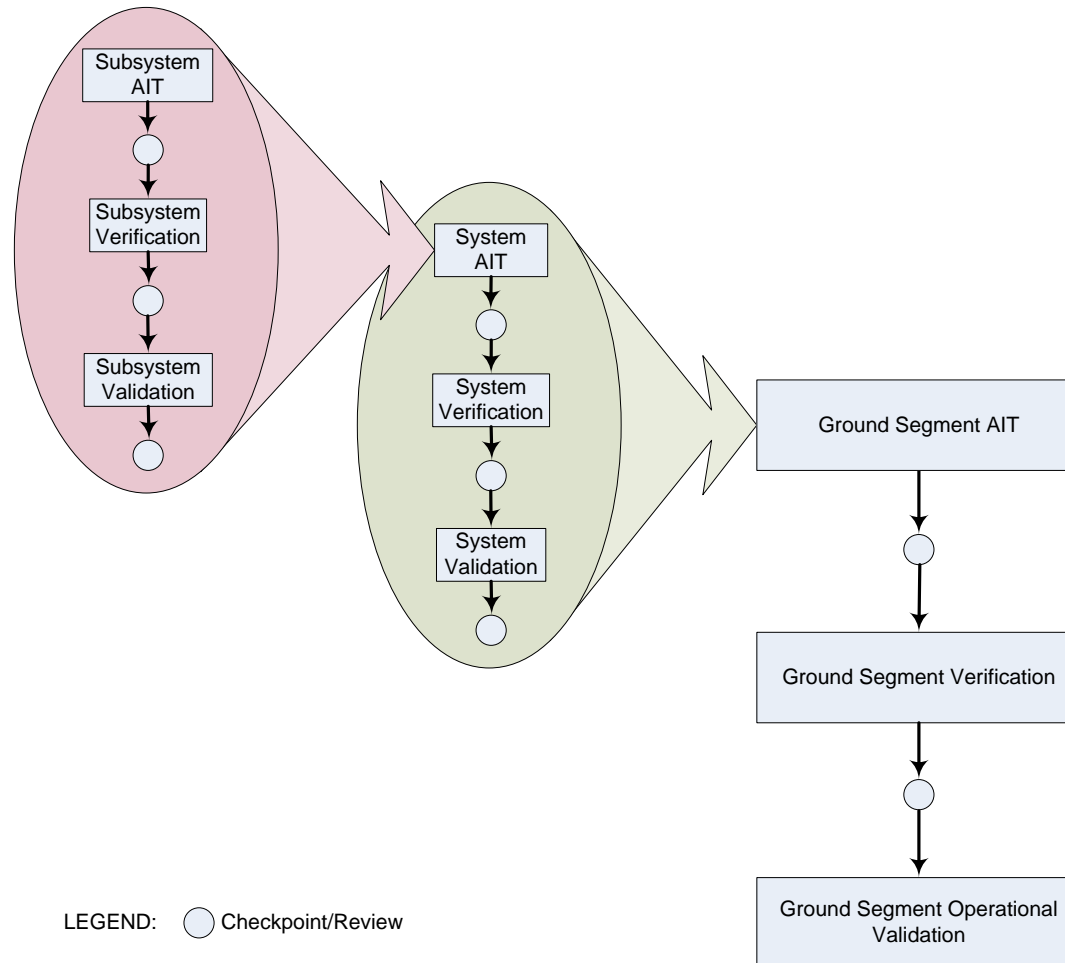 Subsystem
AIT
Subsystem
Verification
Subsystem
Validation
System
AIT
System
Verification
System
Validation
Ground Segment AIT
Ground Segment Verification
Ground Segment Operational
Validation
LEGEND: Checkpoint/Review